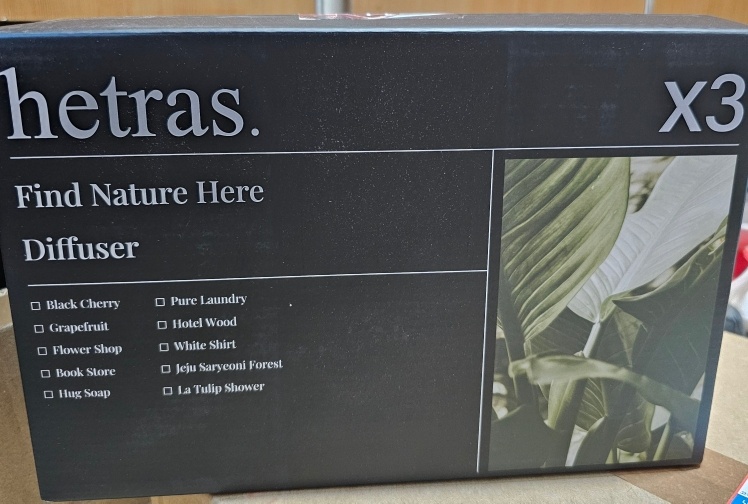 hetras.
x3
Find Nature Here
Diffuser
□ Black Cherry
□ Grapefruit
□ Flower Shop
□ Book Store
□ Hug Soap
□ Pure Laundry
□ Hotel Wood
□ White Shirt
□ Jeju Saryeoni Forest
□ La Tulip Shower